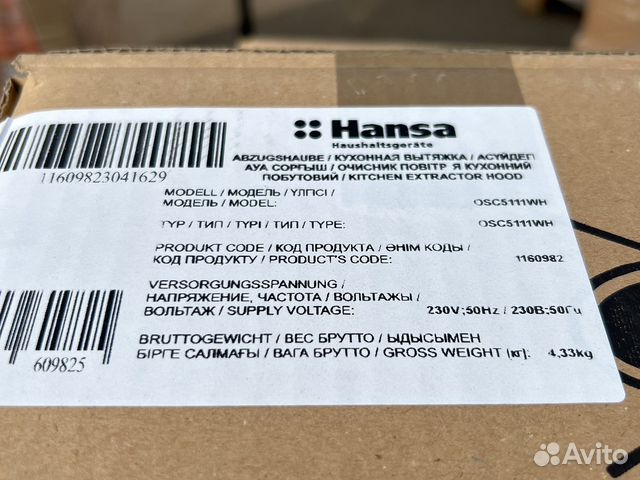 Hansa
Haushaltsgeräte
ABZUGSHAUBE / КУХОННАЯ ВЫТЯЖКА / АСҮЙДЕГІ
АУА СОРҒЫШ / ОЧИСНИК ПОВІТР Я КУХОННИЙ
ПОБУТОВИЙ / KITCHEN EXTRACTOR HOOD
11609823041629
MODELL / МОДЕЛЬ / ҮЛГІСІ /
МОДЕЛЬ / MODEL: OSC5111WH
TYP / ТИП / ТҮРІ / ТИП / TYPE: OSC5111WH
PRODUKT CODE / КОД ПРОДУКТА / ӨНІМ КОДЫ /
КОД ПРОДУКТУ / PRODUCT'S CODE: 1160982
VERSORGUNGSSPANNUNG /
НАПРЯЖЕНИЕ, ЧАСТОТА / ВОЛЬТАЖЫ /
ВОЛЬТАЖ / SUPPLY VOLTAGE: 230V;50Hz / 230В;50Гц
609825
BRUTTOGEWICHT / ВЕС БРУТТО / ЫДЫСЫМЕН
БІРГЕ САЛМАҒЫ / ВАГА БРУТТО / GROSS WEIGHT [кг]: 4,33kg
Avito